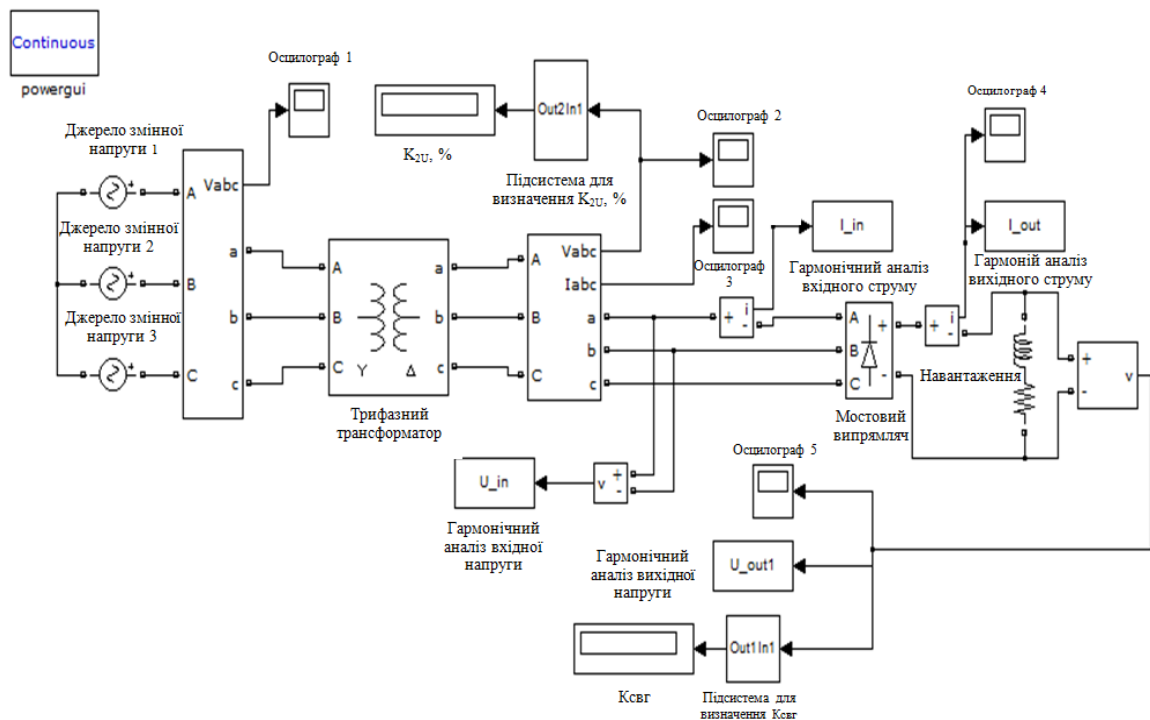 Continuous
powergui
Осцилограф 1
Осцилограф 4
Джерело змінної
напруги 1
Out2 In1
K2U, %
Осцилограф 2
Підсистема для
визначення K2U, %
Vabc
A
Джерело змінної
напруги 2
a
B
Джерело змінної
напруги 3
b
C
c
A
B
C
Y
Δ
a
b
c
Трифазний
трансформатор
A
B
C
Vabc
Iabc
a
b
c
Осцилограф
3
I_in
Гармонічний аналіз
вхідного струму
I_out
Гармоній аналіз
вихідного струму
+
i
-
A
B
C
+
-
Мостовий
випрямляч
+
i
-
Навантаження
+
-
v
U_in
v
+
-
Гармонічний
аналіз вхідної
напруги
Осцилограф 5
Гармонічний
аналіз вихідної
напруги
U_out1
Ксвг
Out1 In1
Підсистема для
визначення Ксвг